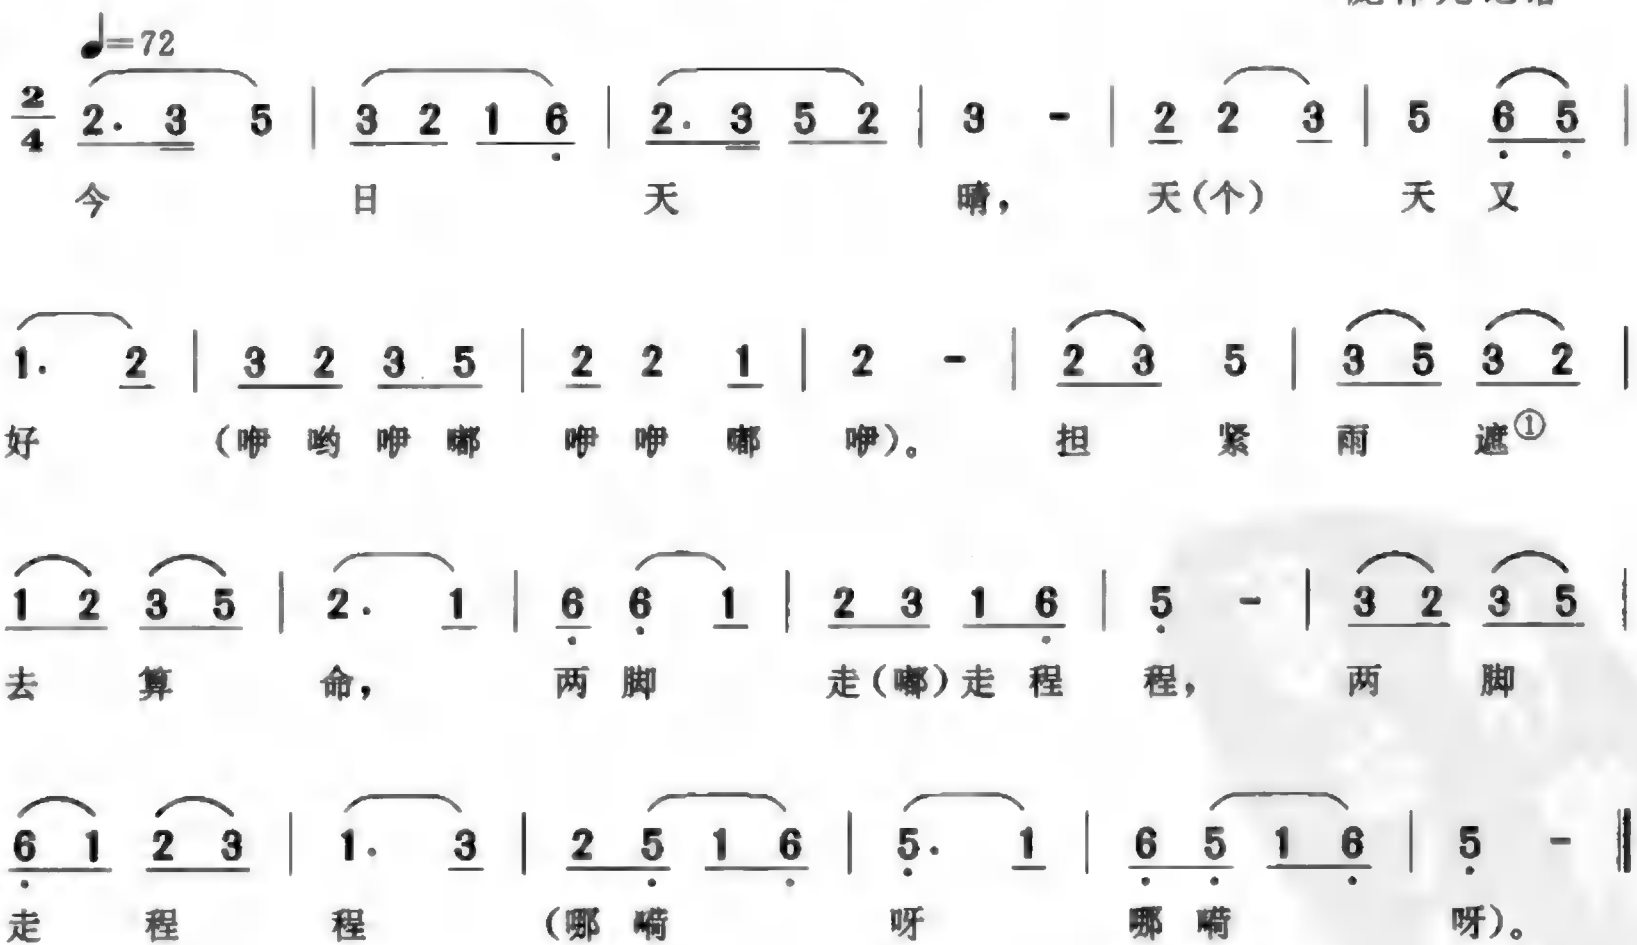 ♩=72
2/4 2. 3 5 | 3 2 1 6 | 2. 3 5 2 | 3 - | 2 2 3 | 5 6 5 |
今 日 天 晴， 天（个） 天 又
1. 2 | 3 2 3 5 | 2 2 1 | 2 - | 2 3 5 | 3 5 3 2 |
好 （咿 哟 咿 嘟 咿 咿 嘟 咿）。 担 紧 雨 遮①
1 2 3 5 | 2. 1 | 6 6 1 | 2 3 1 6 | 5 - | 3 2 3 5 |
去 算 命， 两 脚 走（嘟）走 程 程， 两 脚
6 1 2 3 | 1. 3 | 2 5 1 6 | 5. 1 | 6 5 1 6 | 5 - ‖
走 程 程 （哪 嗬 呀 哪 嗬 呀）。